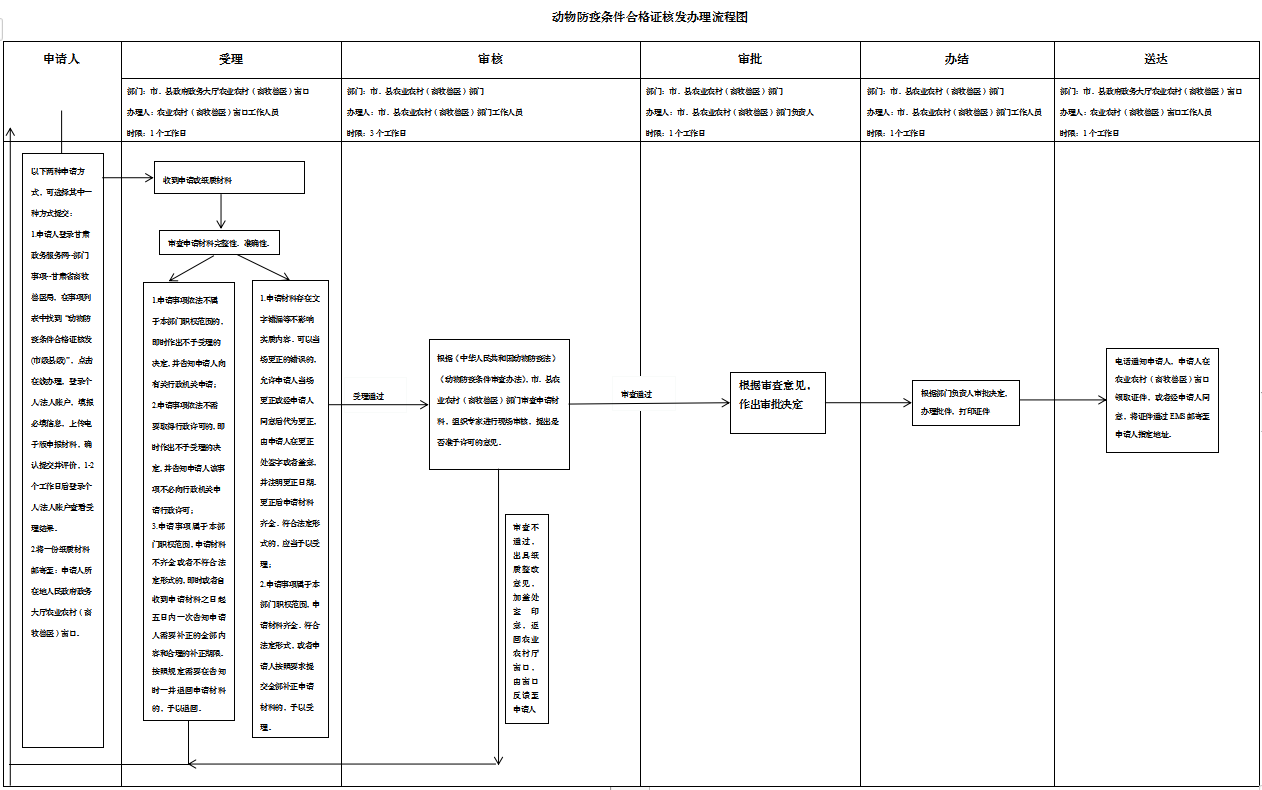 动物防疫条件合格证核发办理流程图
申请人
受理
审核
审批
办结
送达
部门：市、县政府政务大厅农业农村（畜牧兽医）窗口
办理人：农业农村（畜牧兽医）窗口工作人员
时限：1个工作日
部门：市、县农业农村（畜牧兽医）部门
办理人：市、县农业农村（畜牧兽医）部门工作人员
时限：3个工作日
部门：市、县农业农村（畜牧兽医）部门
办理人：市、县农业农村（畜牧兽医）部门负责人
时限：1个工作日
部门：市、县农业农村（畜牧兽医）部门
办理人：市、县农业农村（畜牧兽医）部门工作人员
时限：1个工作日
部门：市、县政府政务大厅农业农村（畜牧兽医）窗口
办理人：农业农村（畜牧兽医）窗口工作人员
时限：1个工作日
以下两种申请方
式，可选择其中一
种方式提交：
1.申请人登录甘肃
政务服务网--部门
事项--甘肃省畜牧
兽医局，在事项列
表中找到“动物防
疫条件合格证核发
(市级县级)”，点击
在线办理，登录个
人/法人账户，填报
必填信息，上传电
子版申报材料，确
认提交并评价，1-2
个工作日后登录个
人/法人账户查看受
理结果。
2.将一份纸质材料
邮寄至：申请人所
在地人民政府政务
大厅农业农村（畜
牧兽医）窗口。
收到申请或纸质材料
审查申请材料完整性、准确性。
1.申请事项依法不属
于本部门职权范围的，
即时作出不予受理的
决定，并告知申请人向
有关行政机关申请；
2.申请事项依法不需
要取得行政许可的，即
时作出不予受理的决
定，并告知申请人该事
项不必向行政机关申
请行政许可；
3.申请事项属于本部
门职权范围，申请材料
不齐全或者不符合法
定形式的，即时或者自
收到申请材料之日起
五日内一次告知申请
人需要补正的全部内
容和合理的补正期限。
按照规定需要在告知
时一并退回申请材料
的，予以退回。
1.申请材料存在文
字错漏等不影响
实质内容、可以当
场更正的错误的，
允许申请人当场
更正或经申请人
同意后代为更正，
由申请人在更正
处签字或者盖章，
并注明更正日期。
更正后申请材料
齐全、符合法定形
式的，应当予以受
理；
2.申请事项属于本
部门职权范围，申
请材料齐全、符合
法定形式，或者申
请人按照要求提
交全部补正申请
材料的，予以受
理。
受理通过
根据《中华人民共和国动物防疫法》
《动物防疫条件审查办法》，市、县农
业农村（畜牧兽医）部门审查申请材
料，组织专家进行现场审核，提出是
否准予许可的意见。
审查不
通过，
出具纸
质整改
意见，
加盖处
室印
章，返
回农业
农村厅
窗口，
由窗口
反馈至
申请人
审查通过
根据审查意见，
作出审批决定
根据部门负责人审批决定，
办理批件，打印证件
电话通知申请人，申请人在
农业农村（畜牧兽医）窗口
领取证件，或者经申请人同
意，将证件通过EMS邮寄至
申请人指定地址。